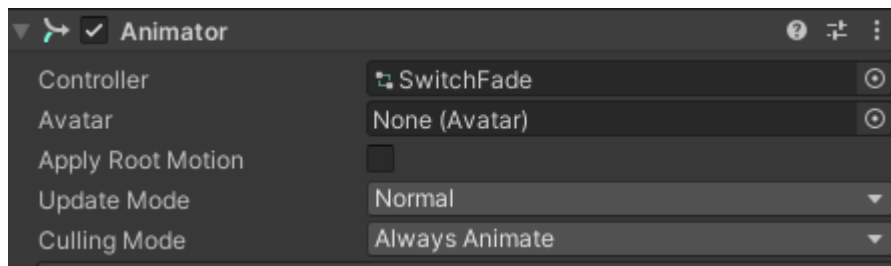 Animator
Controller SwitchFade
Avatar None (Avatar)
Apply Root Motion
Update Mode Normal
Culling Mode Always Animate